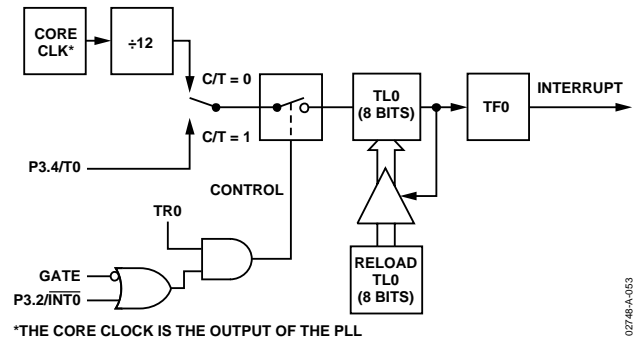 CORE
CLK*
÷12
C/T = 0
C/T = 1
P3.4/T0
TL0
(8 BITS)
TF0
INTERRUPT
CONTROL
TR0
GATE
P3.2/INT0
RELOAD
TL0
(8 BITS)
*THE CORE CLOCK IS THE OUTPUT OF THE PLL
02748-A-053